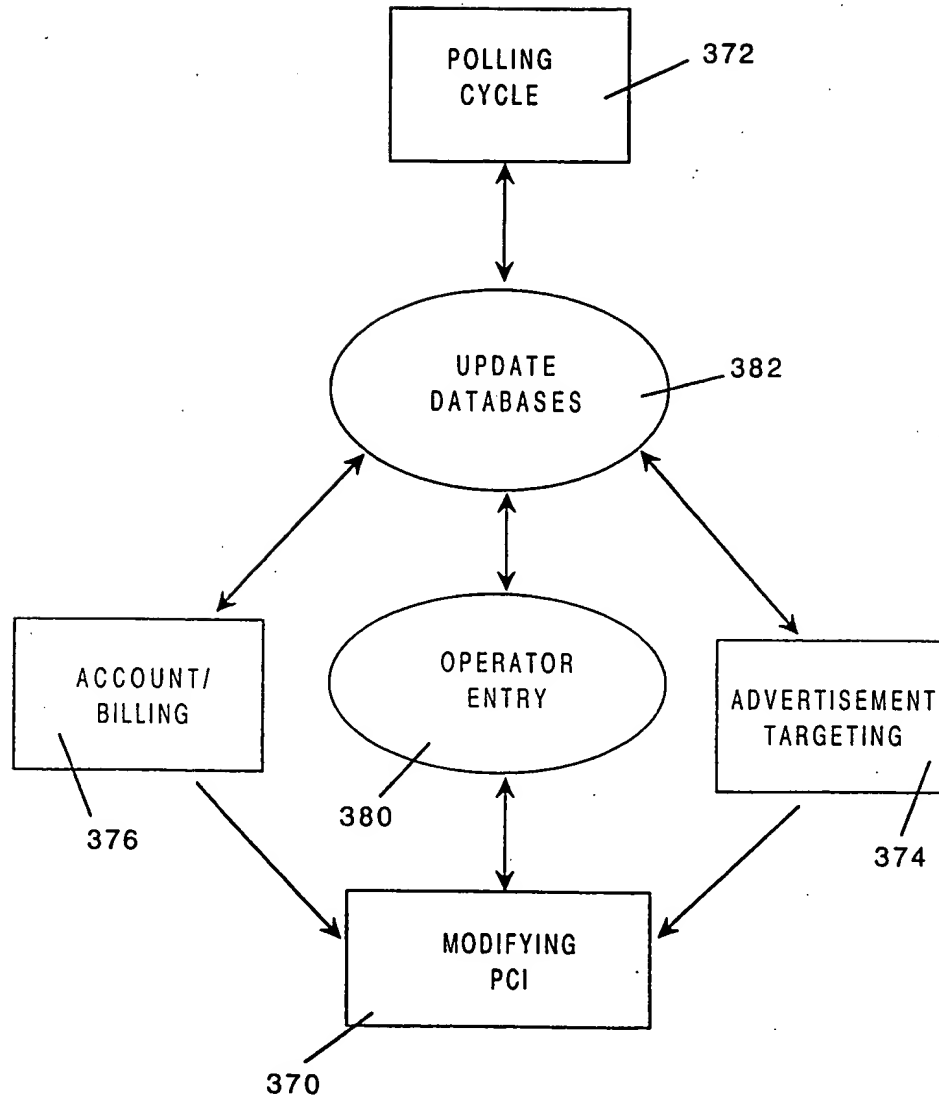 POLLING
CYCLE
372
UPDATE
DATABASES
382
ACCOUNT/
BILLING
376
OPERATOR
ENTRY
380
ADVERTISEMENT
TARGETING
374
MODIFYING
PCI
370